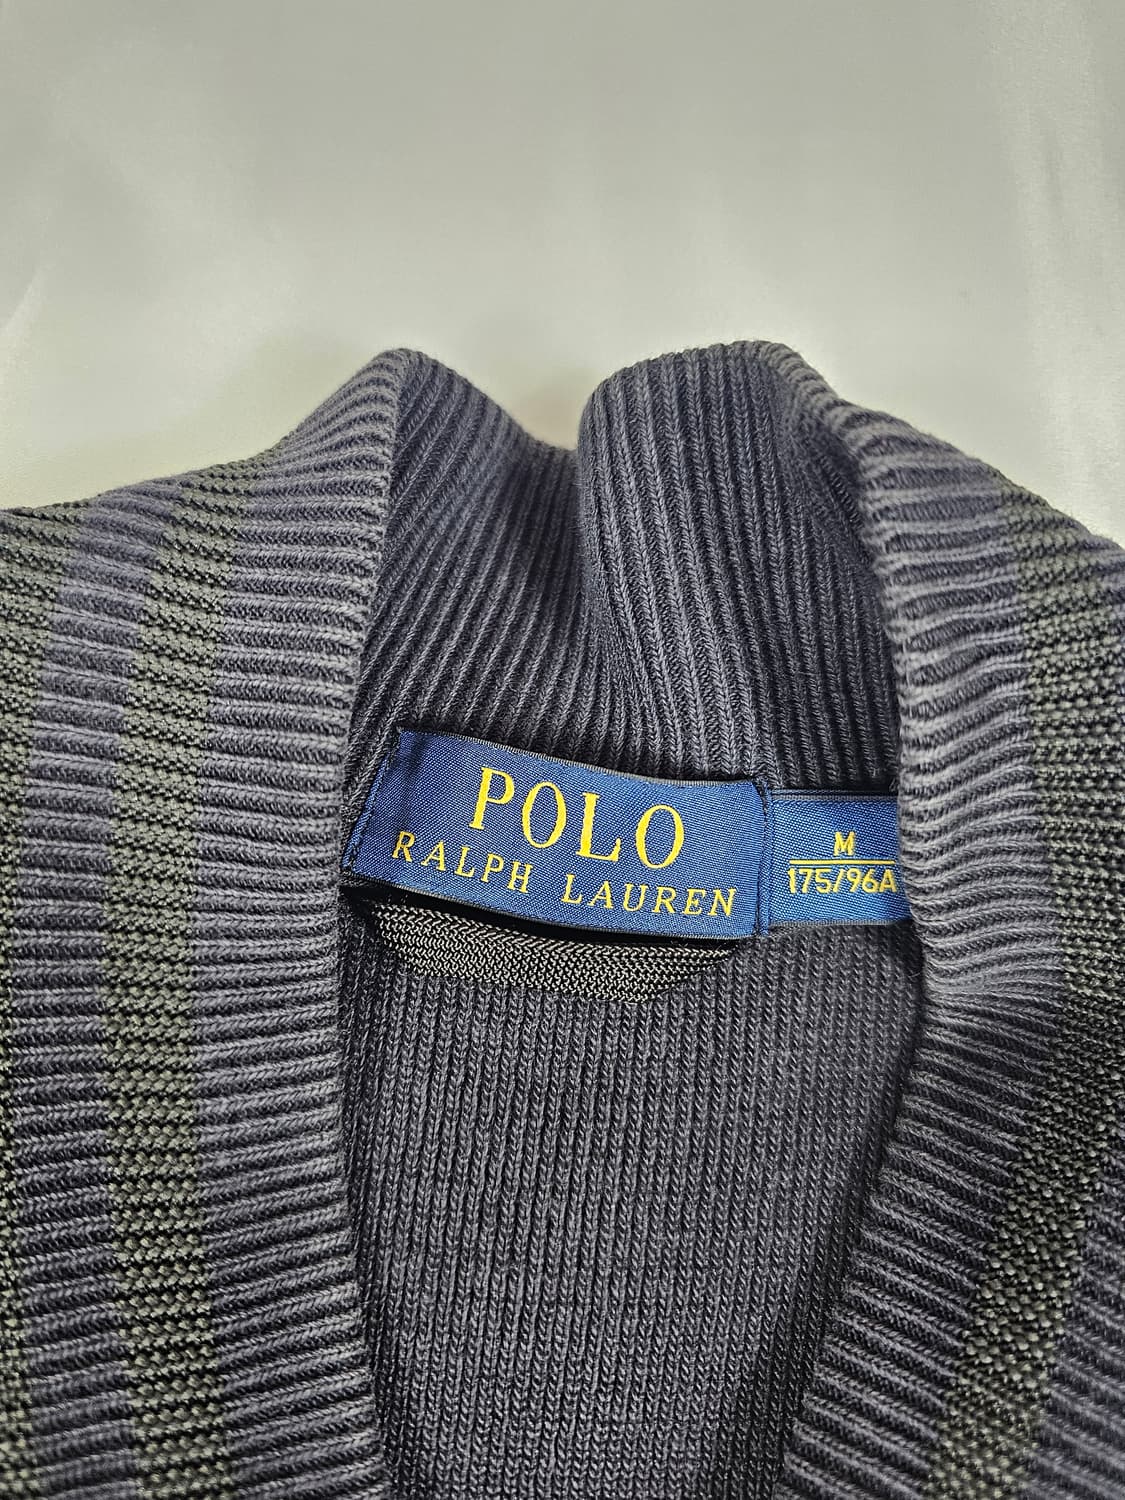 POLO
RALPH LAUREN
M
175/96A